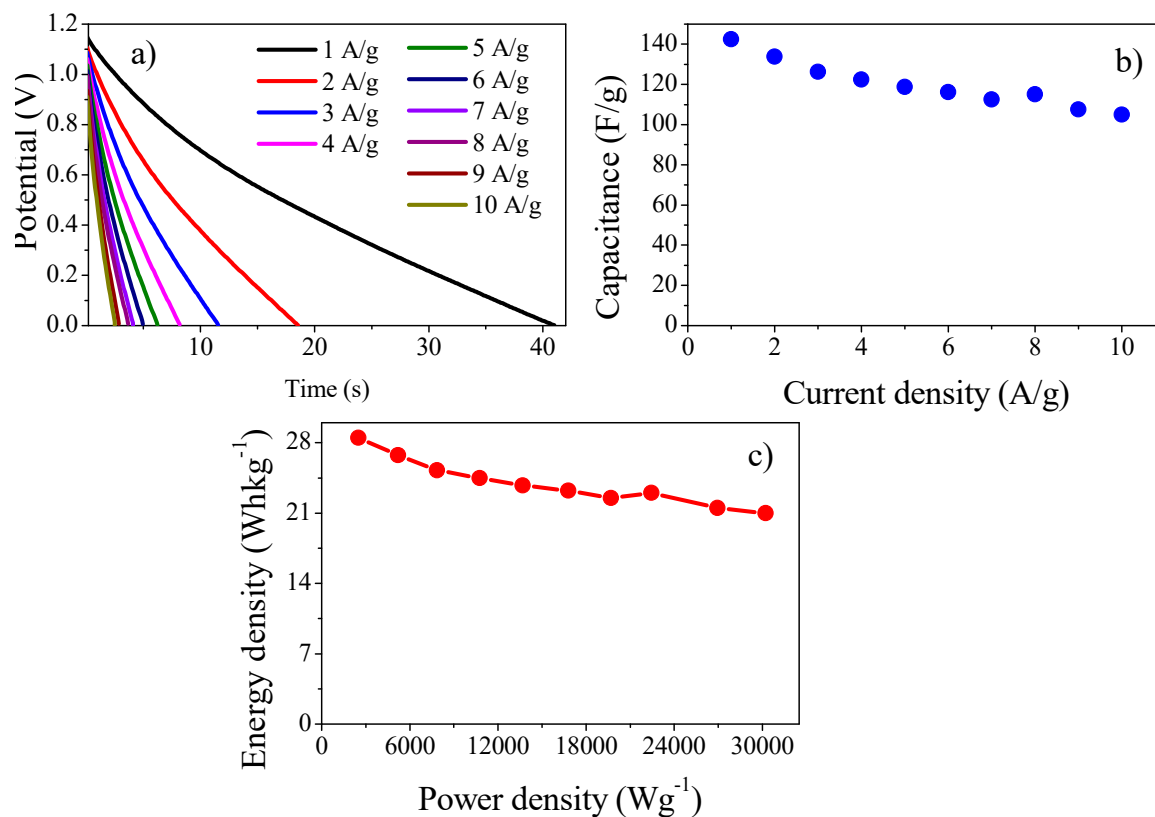 a)
1.2
1.0
0.8
0.6
0.4
0.2
0.0
Potential (V)
1 A/g
2 A/g
3 A/g
4 A/g
5 A/g
6 A/g
7 A/g
8 A/g
9 A/g
10 A/g
10 20 30 40
Time (s)
b)
140
120
100
80
60
40
20
0
Capacitance (F/g)
0 2 4 6 8 10
Current density (A/g)
c)
28
21
14
7
0
Energy density (Whkg⁻¹)
0 6000 12000 18000 24000 30000
Power density (Wg⁻¹)